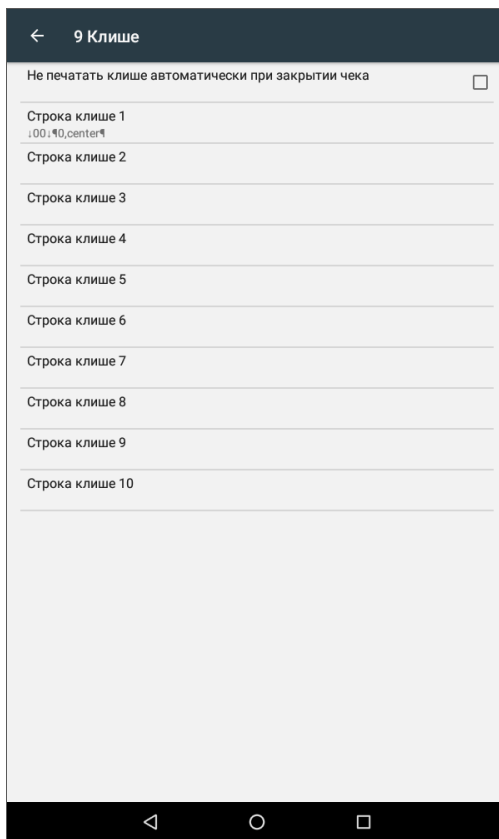 9 Клише
Не печатать клише автоматически при закрытии чека
Строка клише 1
↓00↓¶0,center¶
Строка клише 2
Строка клише 3
Строка клише 4
Строка клише 5
Строка клише 6
Строка клише 7
Строка клише 8
Строка клише 9
Строка клише 10